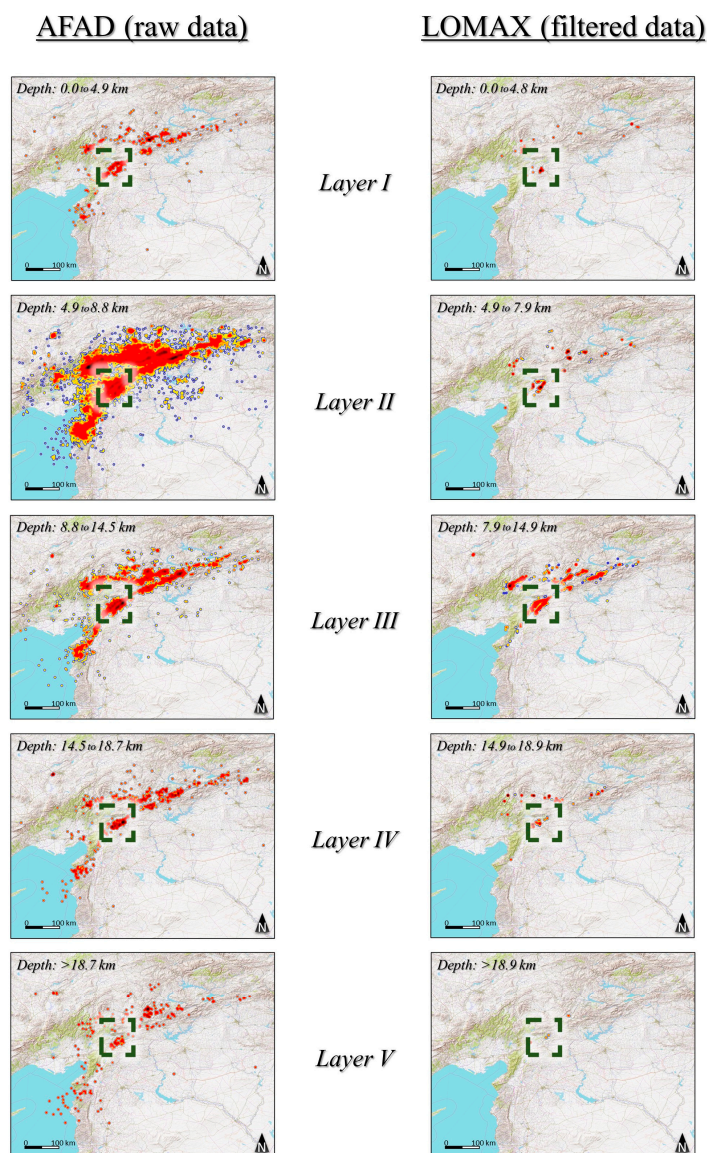 AFAD (raw data)
LOMAX (filtered data)
Depth: 0.0 to 4.9 km
0 100 km
N
Layer I
Depth: 0.0 to 4.8 km
0 100 km
N
Depth: 4.9 to 8.8 km
0 100 km
N
Layer II
Depth: 4.9 to 7.9 km
0 100 km
N
Depth: 8.8 to 14.5 km
0 100 km
N
Layer III
Depth: 7.9 to 14.9 km
0 100 km
N
Depth: 14.5 to 18.7 km
0 100 km
N
Layer IV
Depth: 14.9 to 18.9 km
0 100 km
N
Depth: >18.7 km
0 100 km
N
Layer V
Depth: >18.9 km
0 100 km
N